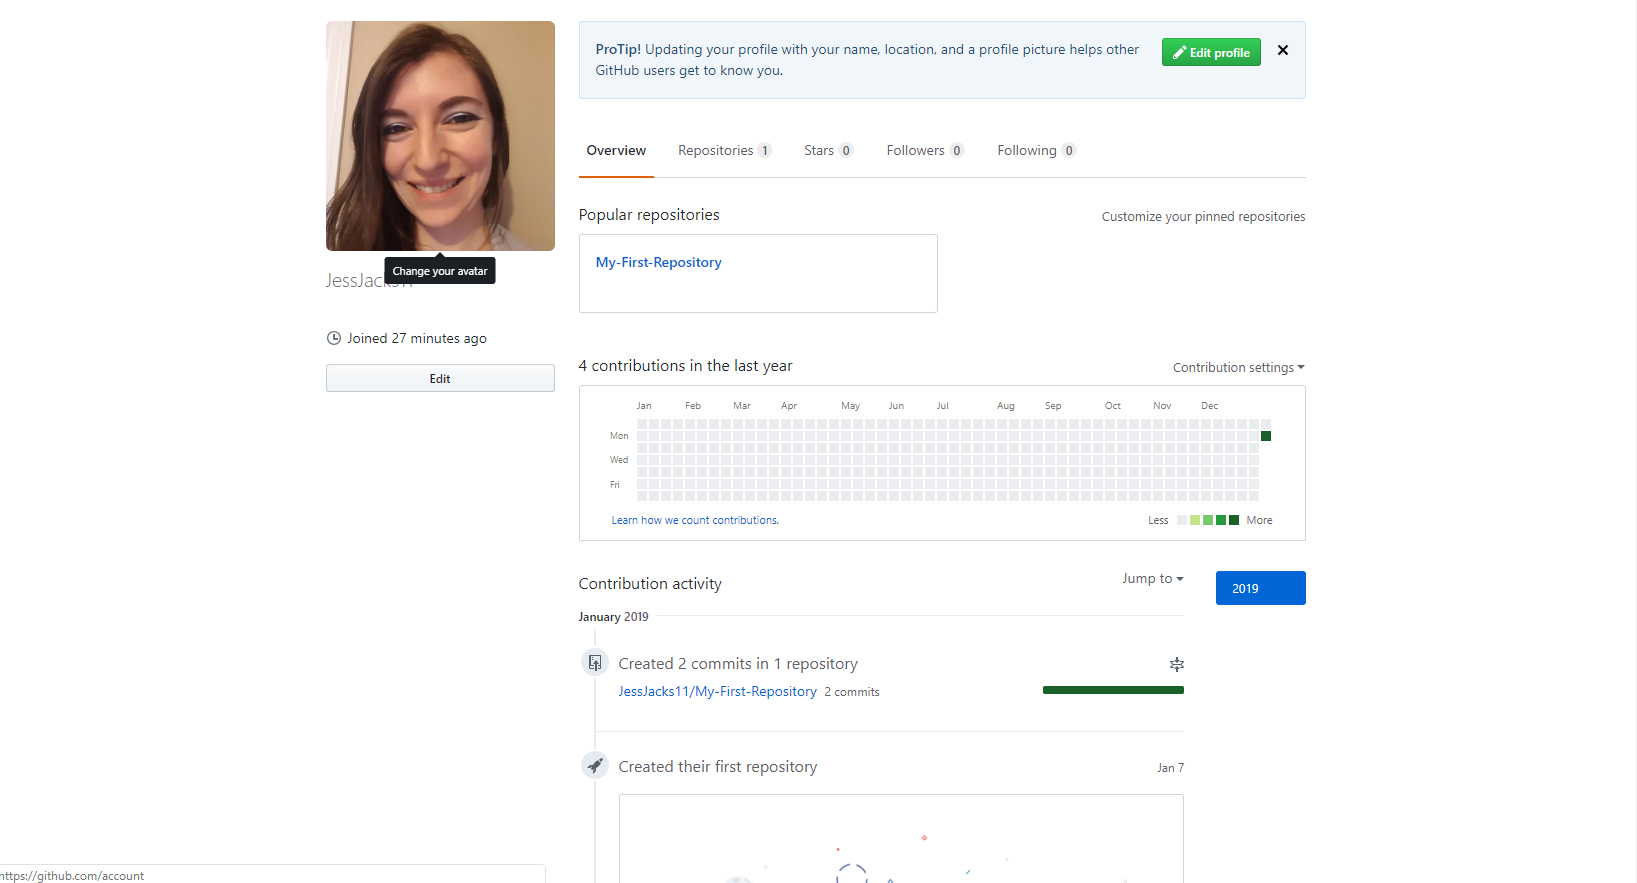 ProTip! Updating your profile with your name, location, and a profile picture helps other
GitHub users get to know you.
Edit profile
Overview Repositories 1 Stars 0 Followers 0 Following 0
Change your avatar
JessJacks11
Joined 27 minutes ago
Edit
Popular repositories
Customize your pinned repositories
My-First-Repository
4 contributions in the last year
Contribution settings
Jan Feb Mar Apr May Jun Jul Aug Sep Oct Nov Dec
Mon
Wed
Fri
Learn how we count contributions.
Less More
Contribution activity
Jump to
2019
January 2019
Created 2 commits in 1 repository
JessJacks11/My-First-Repository 2 commits
Created their first repository
Jan 7
https://github.com/account